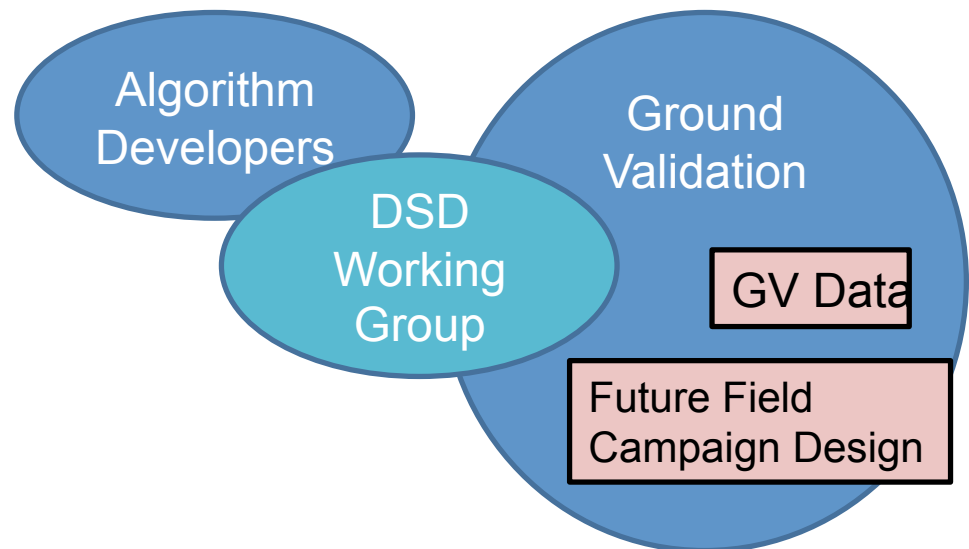 Algorithm
Developers
Ground
Validation
DSD
Working
Group
GV Data
Future Field
Campaign Design